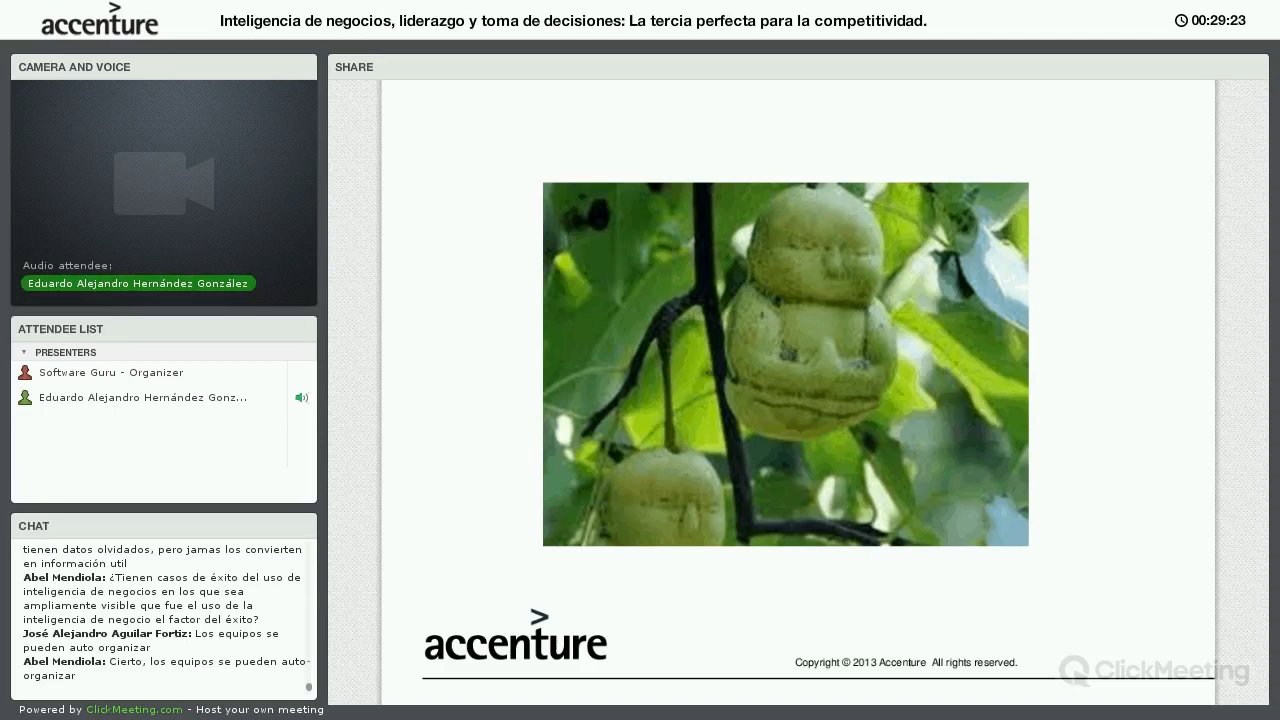 accenture
Inteligencia de negocios, liderazgo y toma de decisiones: La tercia perfecta para la competitividad.
00:29:23
CAMERA AND VOICE
SHARE
Audio attendee:
Eduardo Alejandro Hernández González
ATTENDEE LIST
PRESENTERS
Software Guru - Organizer
Eduardo Alejandro Hernández Gonz...
CHAT
tienen datos olvidados, pero jamas los convierten
en información util
Abel Mendiola: ¿Tienen casos de éxito del uso de
inteligencia de negocios en los que sea
ampliamente visible que fue el uso de la
inteligencia de negocio el factor del éxito?
José Alejandro Aguilar Fortiz: Los equipos se
pueden auto organizar
Abel Mendiola: Cierto, los equipos se pueden auto-
organizar
accenture
Copyright © 2013 Accenture All rights reserved.
ClickMeeting
Powered by ClickMeeting.com - Host your own meeting